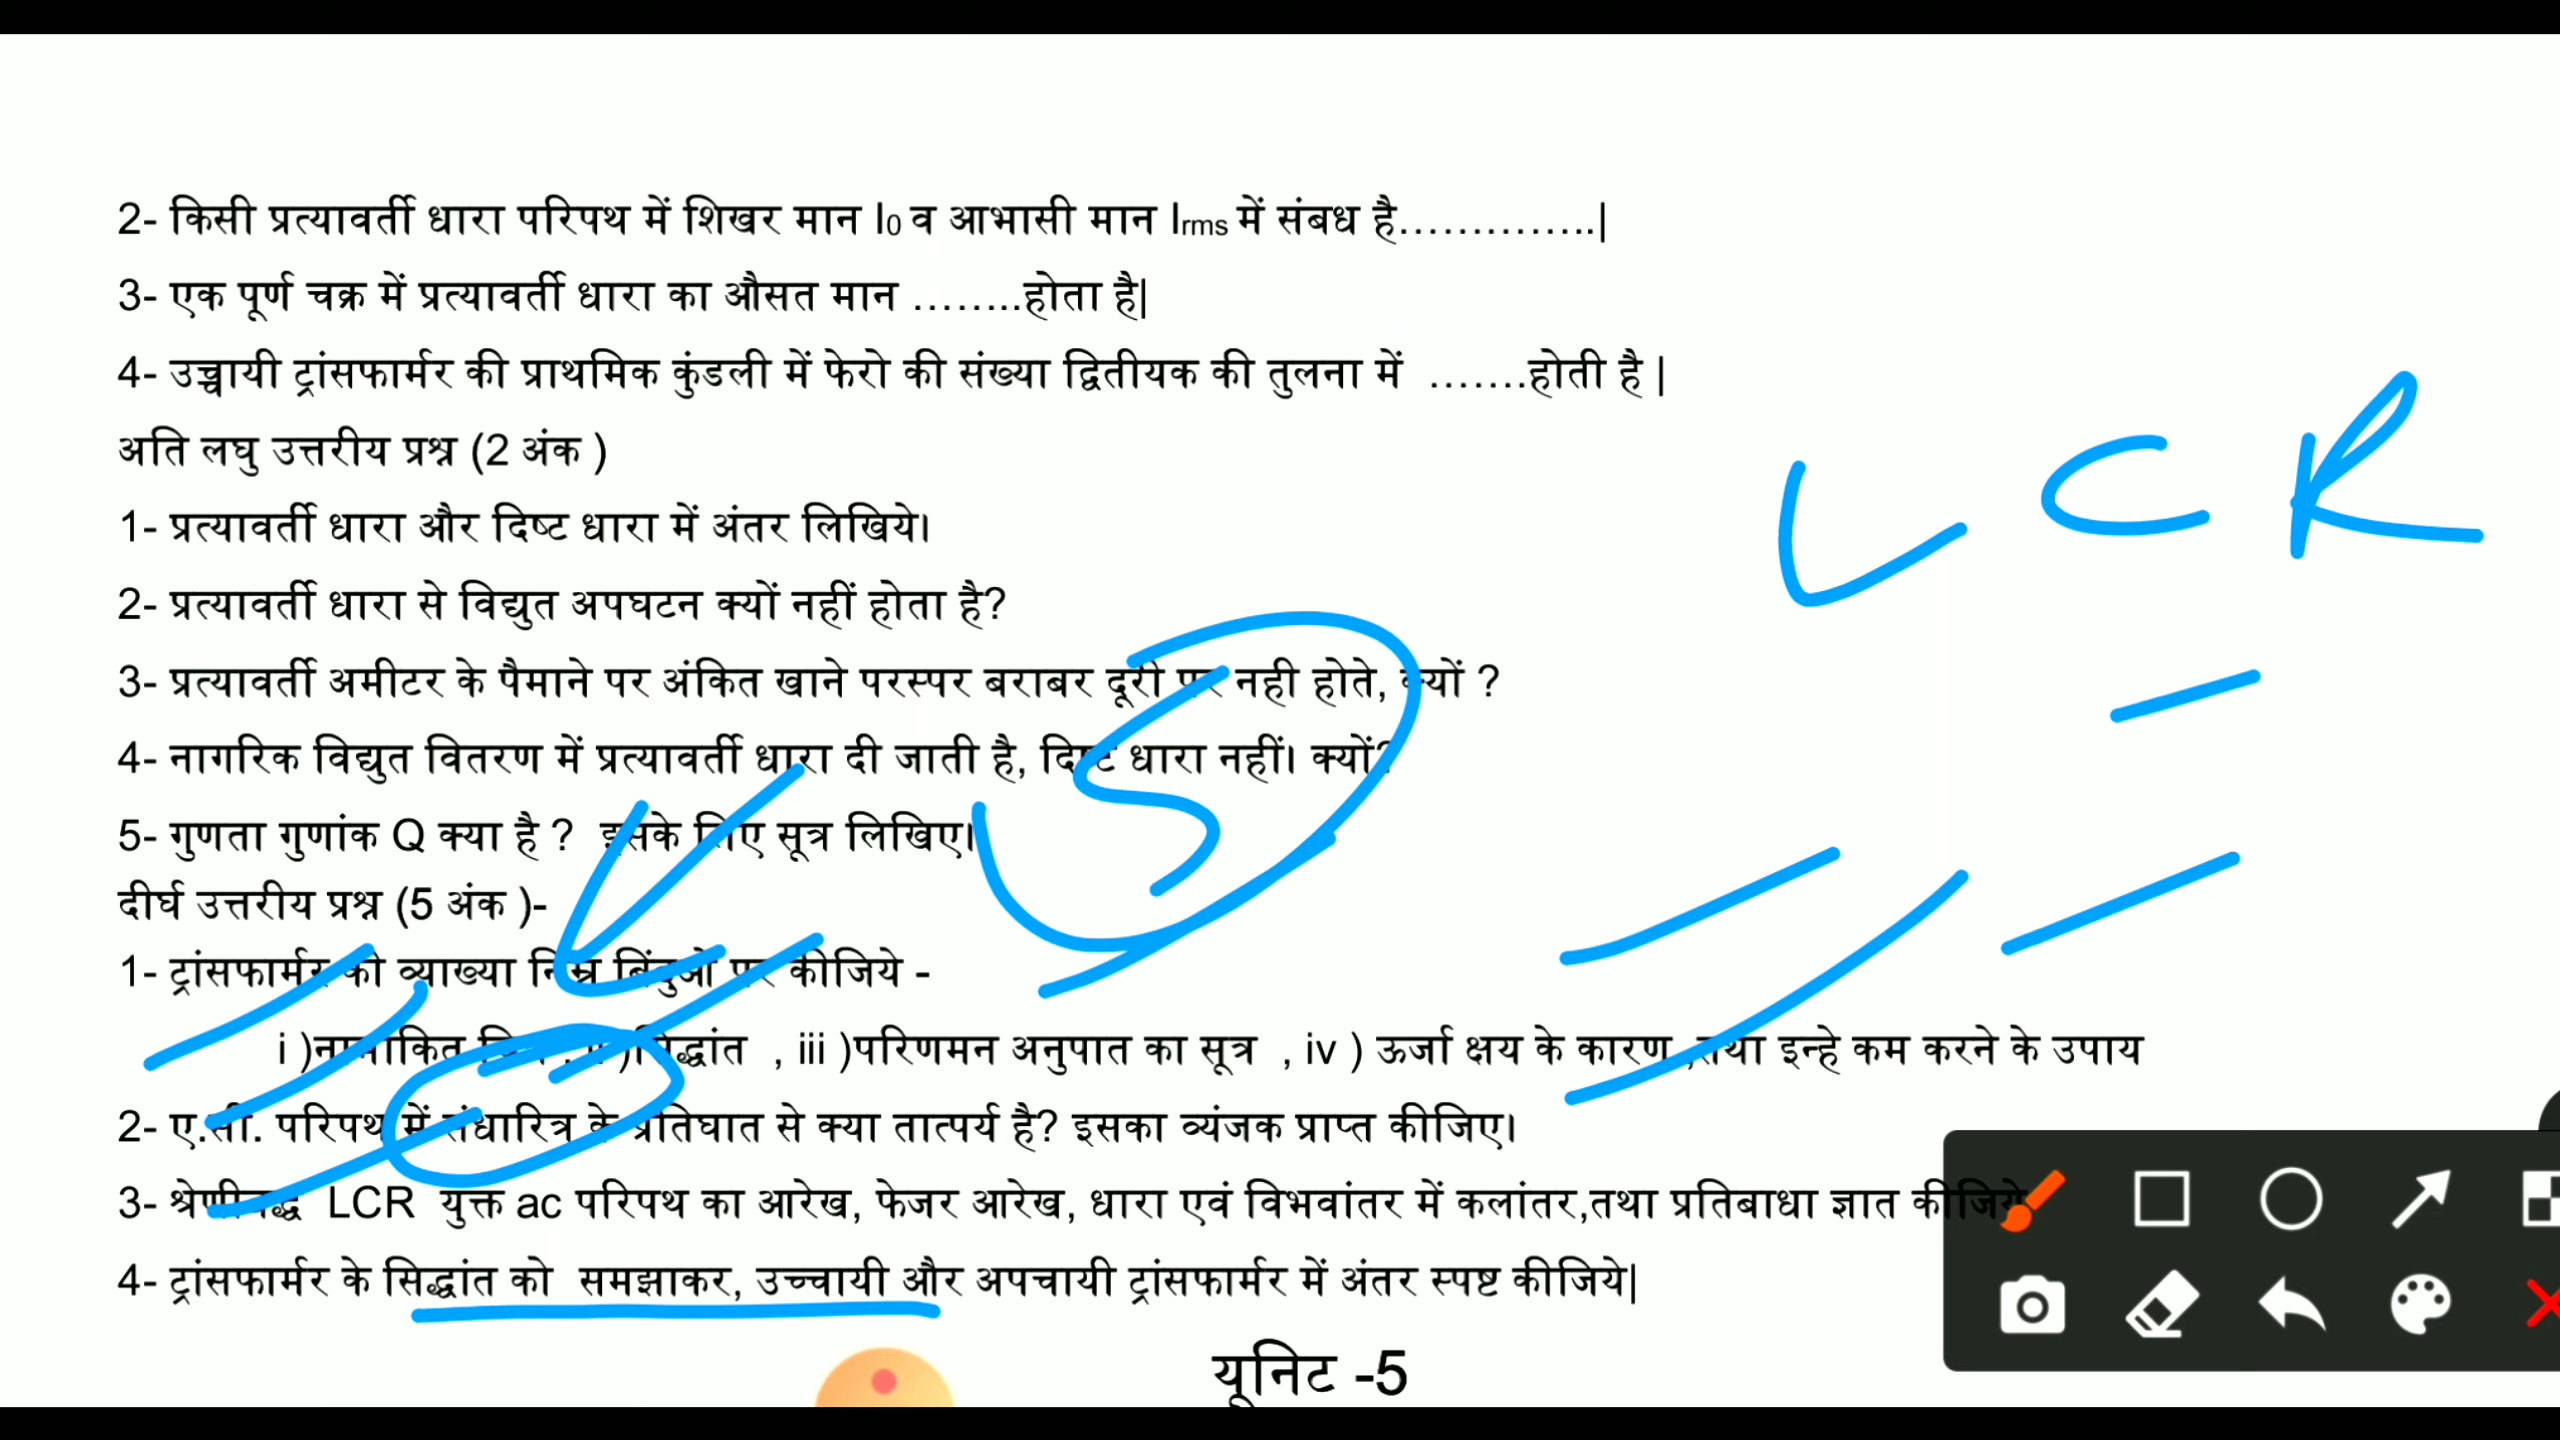 2- किसी प्रत्यावर्ती धारा परिपथ में शिखर मान I0 व आभासी मान Irms में संबध है…………..|
3- एक पूर्ण चक्र में प्रत्यावर्ती धारा का औसत मान ……..होता है|
4- उच्चायी ट्रांसफार्मर की प्राथमिक कुंडली में फेरो की संख्या द्वितीयक की तुलना में …….होती है |
अति लघु उत्तरीय प्रश्न (2 अंक )
L C R
1- प्रत्यावर्ती धारा और दिष्ट धारा में अंतर लिखिये।
2- प्रत्यावर्ती धारा से विद्युत अपघटन क्यों नहीं होता है?
3- प्रत्यावर्ती अमीटर के पैमाने पर अंकित खाने परस्पर बराबर दूरी पर नही होते, क्यों ?
4- नागरिक विद्युत वितरण में प्रत्यावर्ती धारा दी जाती है, दिष्ट धारा नहीं। क्यों?
5
5- गुणता गुणांक Q क्या है ? इसके लिए सूत्र लिखिए।
दीर्घ उत्तरीय प्रश्न (5 अंक )-
1- ट्रांसफार्मर की व्याख्या निम्न बिंदुओं पर कीजिये -
i )नामांकित चित्र , ii )सिद्धांत , iii )परिणमन अनुपात का सूत्र , iv ) ऊर्जा क्षय के कारण ,तथा इन्हे कम करने के उपाय
2- ए.सी. परिपथ में संधारित्र के प्रतिघात से क्या तात्पर्य है? इसका व्यंजक प्राप्त कीजिए।
3- श्रेणीबद्ध LCR युक्त ac परिपथ का आरेख, फेजर आरेख, धारा एवं विभवांतर में कलांतर,तथा प्रतिबाधा ज्ञात कीजिये
4- ट्रांसफार्मर के सिद्धांत को समझाकर, उच्चायी और अपचायी ट्रांसफार्मर में अंतर स्पष्ट कीजिये|
यूनिट -5